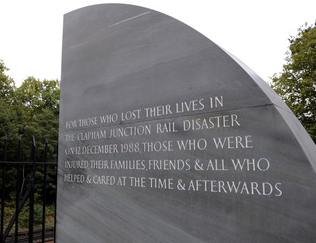 FOR THOSE WHO LOST THEIR LIVES IN
THE CLAPHAM JUNCTION RAIL DISASTER
ON 12 DECEMBER 1988, THOSE WHO WERE
INJURED THEIR FAMILIES, FRIENDS & ALL WHO
HELPED & CARED AT THE TIME & AFTERWARDS